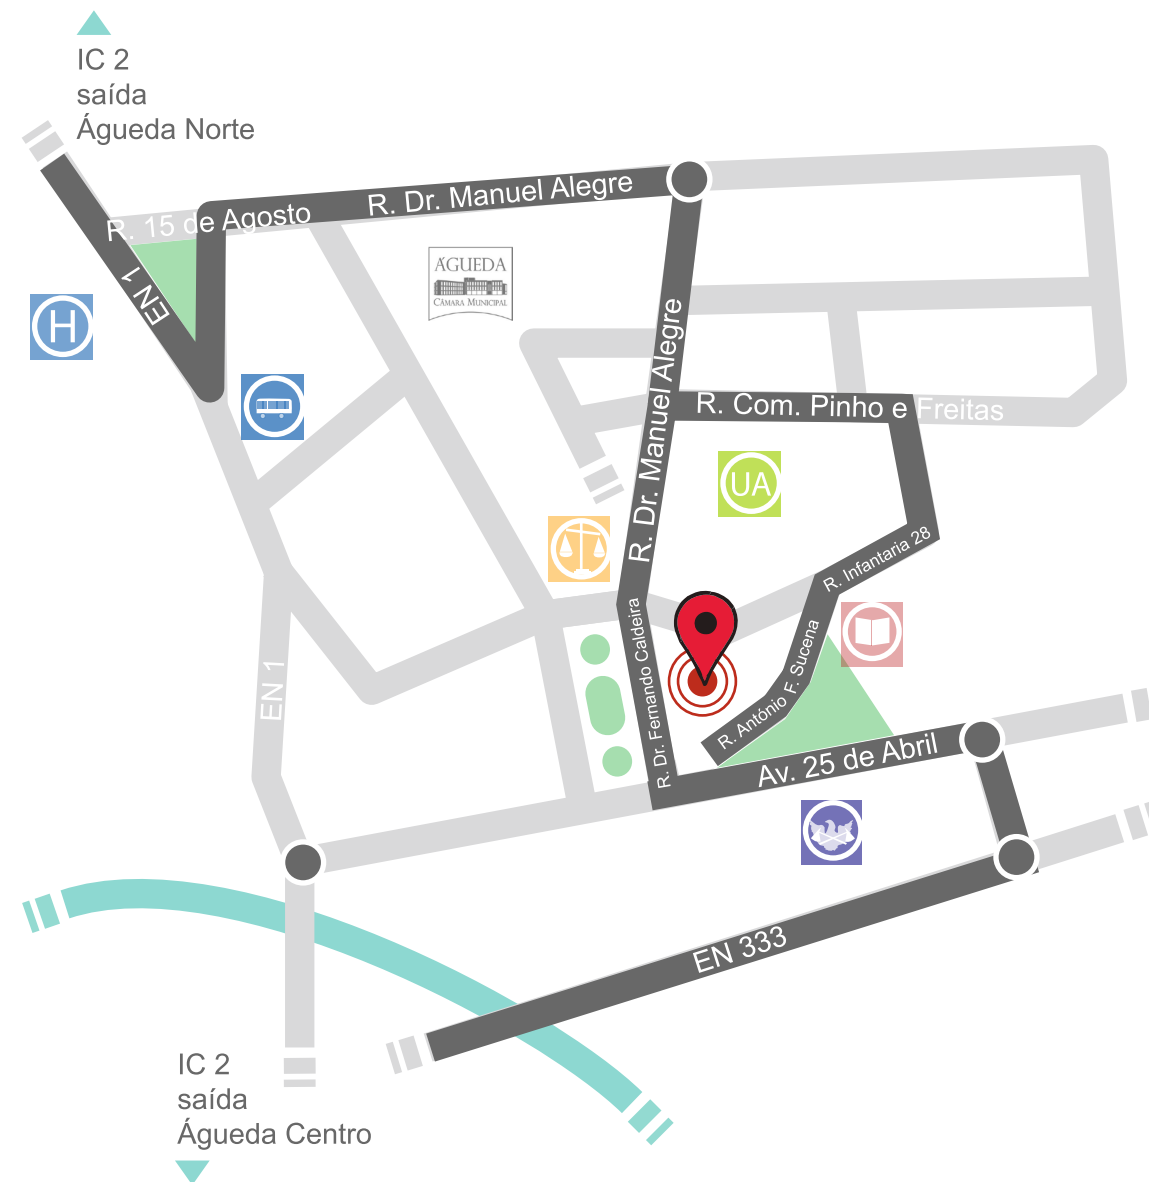 IC 2
saída
Águeda Norte
R. 15 de Agosto
R. Dr. Manuel Alegre
EN 1
ÁGUEDA
CÂMARA MUNICIPAL
H
R. Dr. Manuel Alegre
R. Com. Pinho e Freitas
UA
R. Infantaria 28
R. Dr. Fernando Caldeira
R. António F. Sucena
EN 1
Av. 25 de Abril
EN 333
IC 2
saída
Águeda Centro